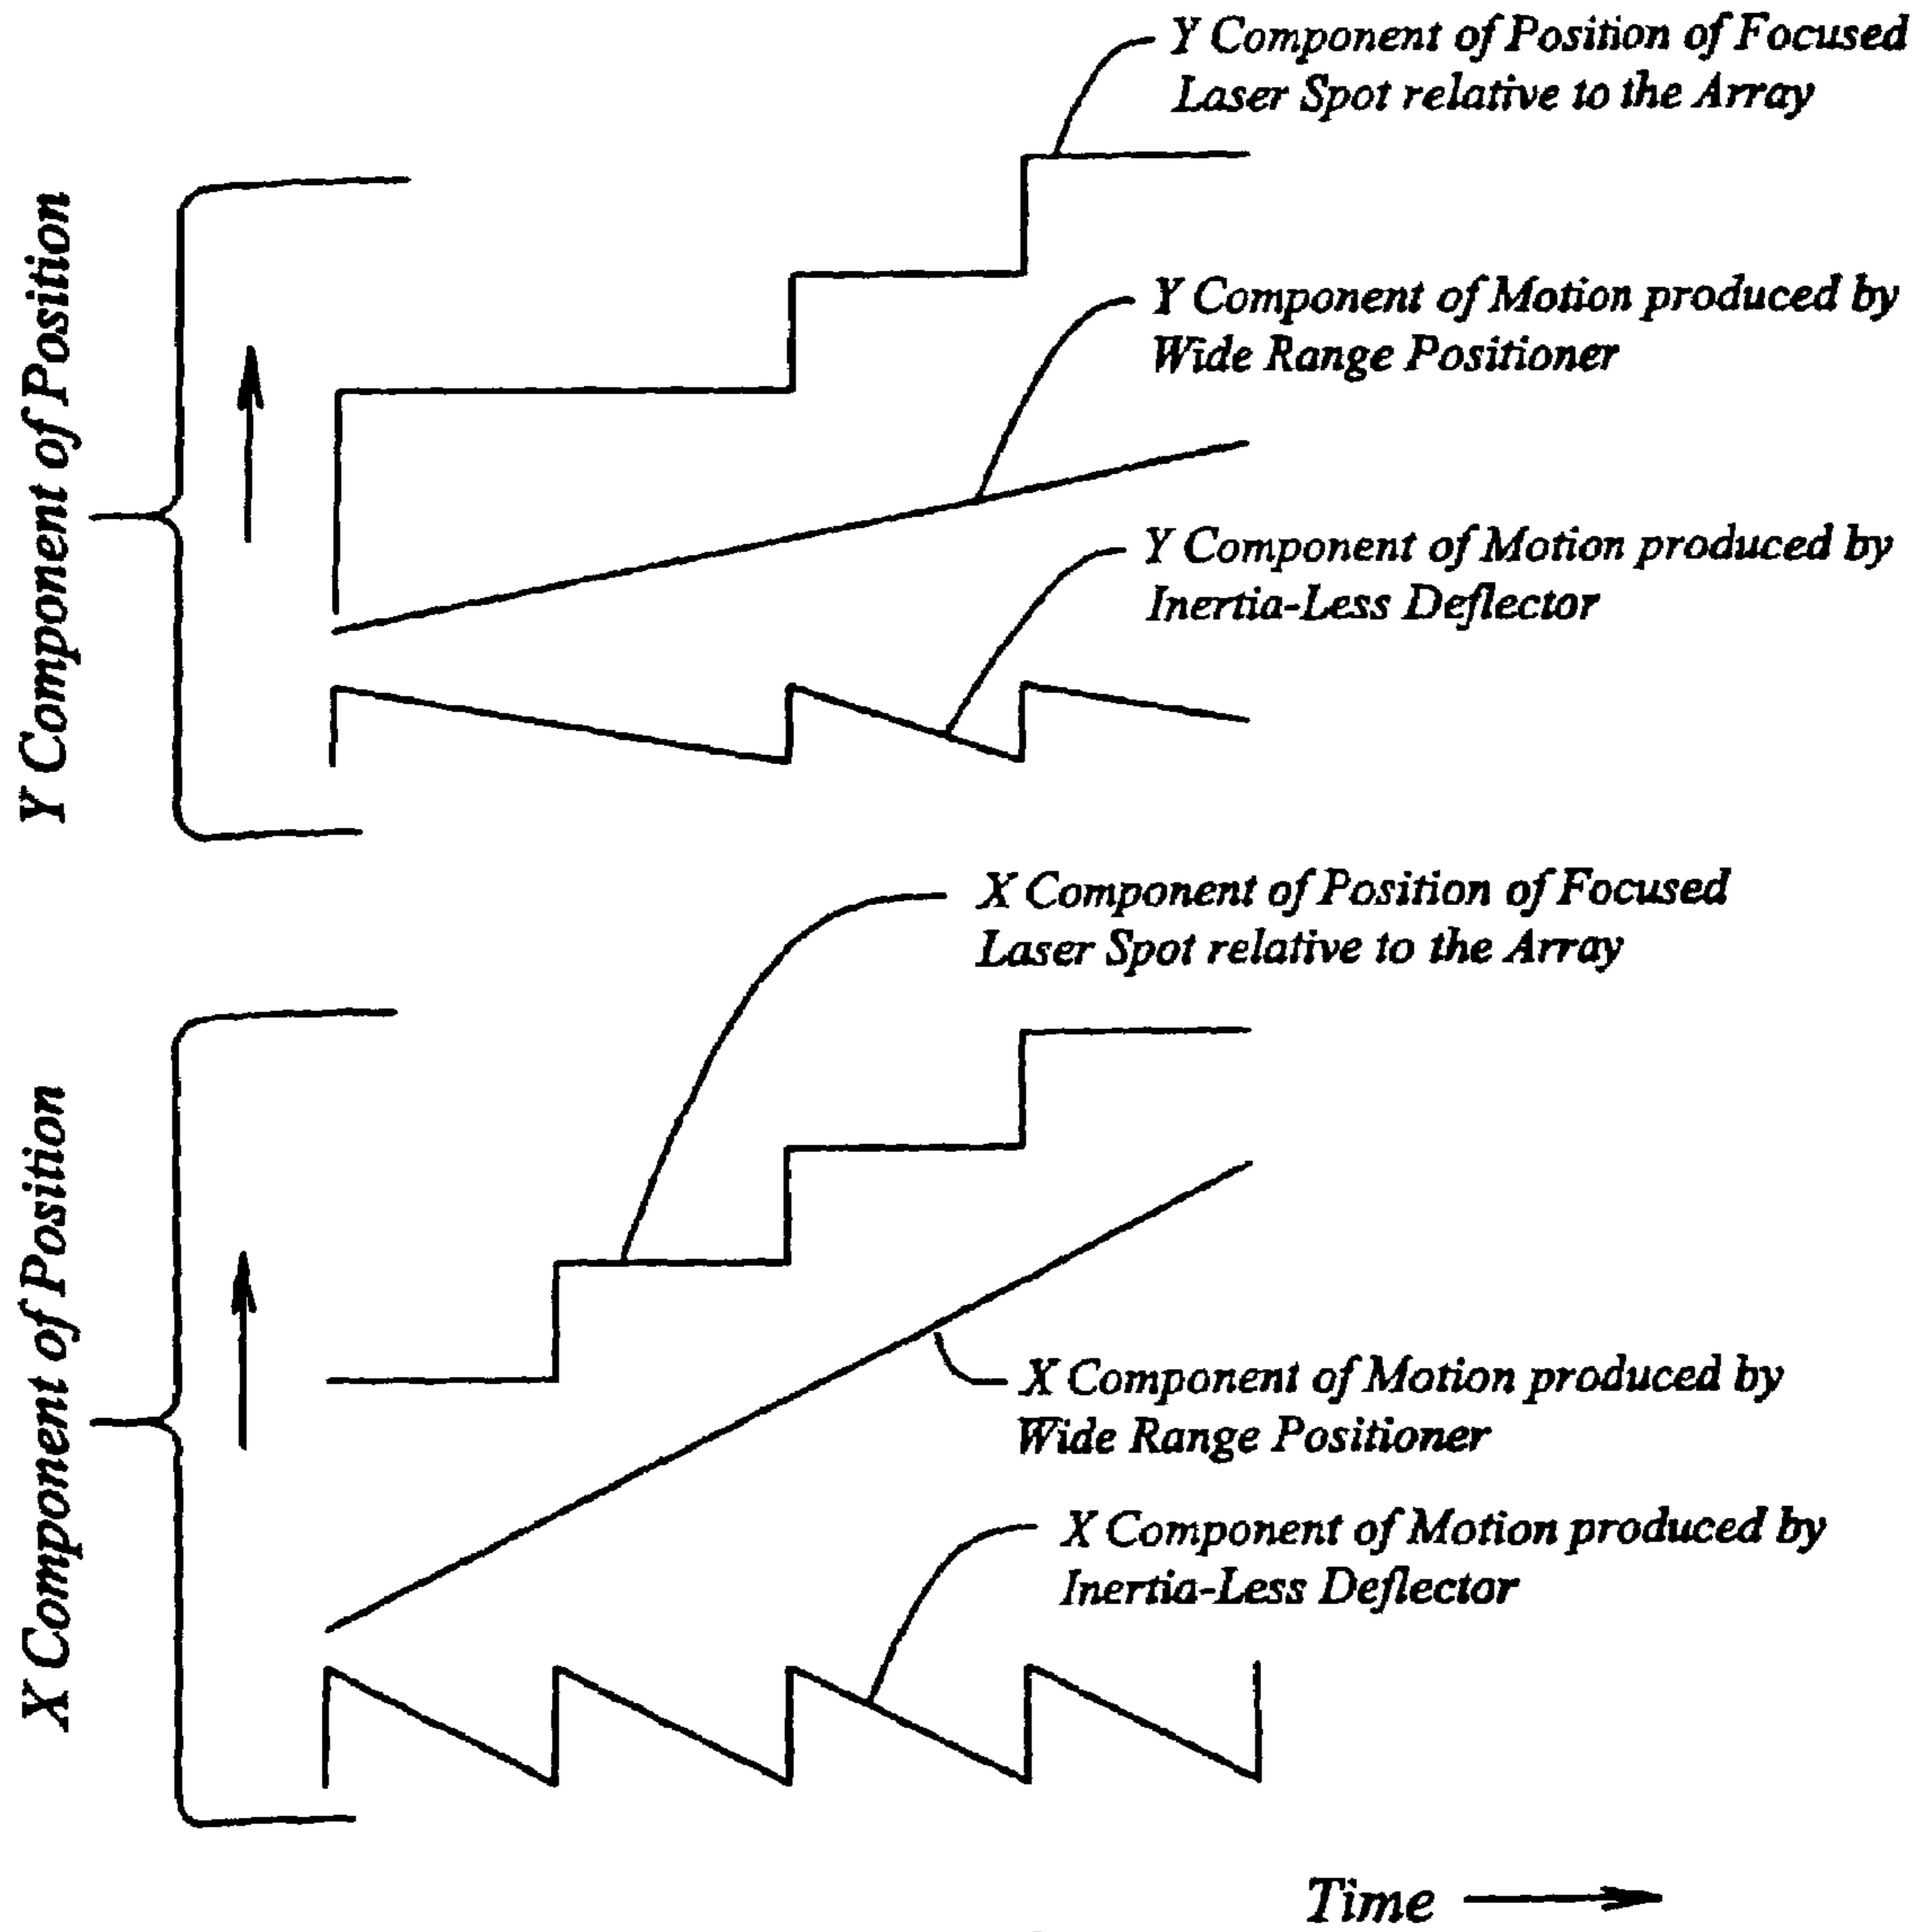 Y Component of Position of Focused
Laser Spot relative to the Array
Y Component of Position
Y Component of Motion produced by
Wide Range Positioner
Y Component of Motion produced by
Inertia-Less Deflector
X Component of Position of Focused
Laser Spot relative to the Array
X Component of Position
X Component of Motion produced by
Wide Range Positioner
X Component of Motion produced by
Inertia-Less Deflector
Time